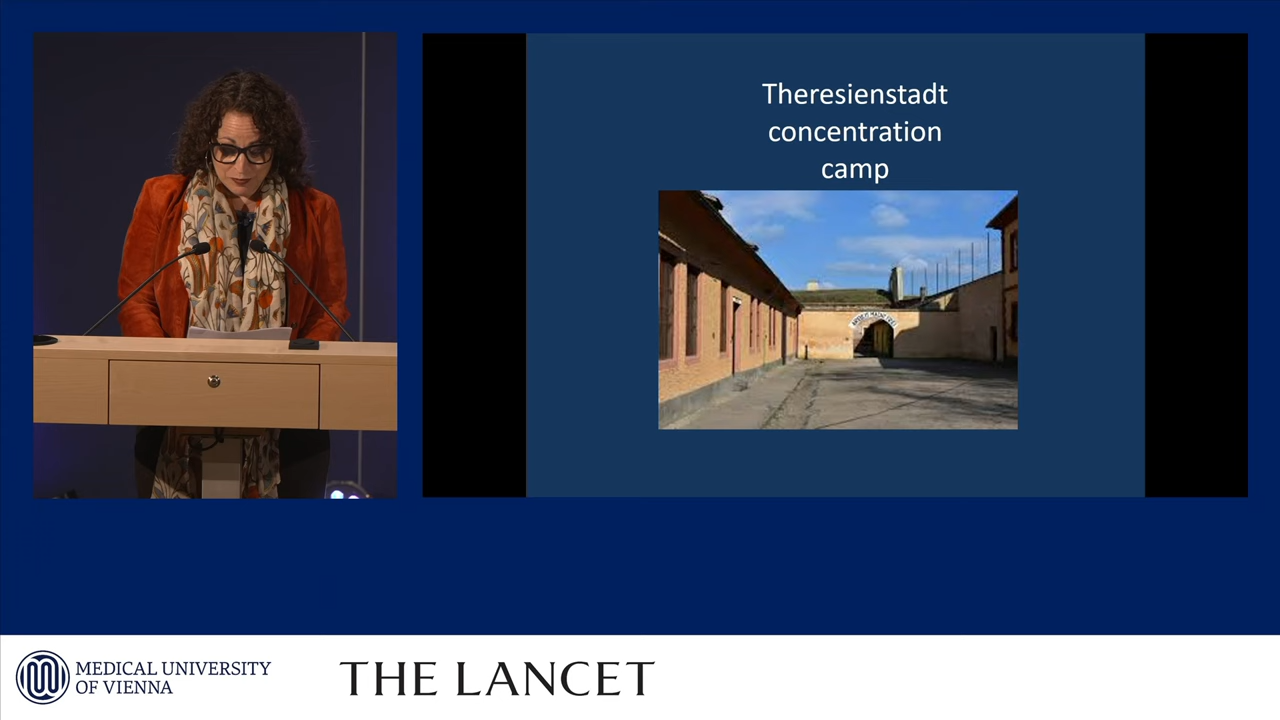 Theresienstadt
concentration
camp
MEDICAL UNIVERSITY
OF VIENNA
THE LANCET